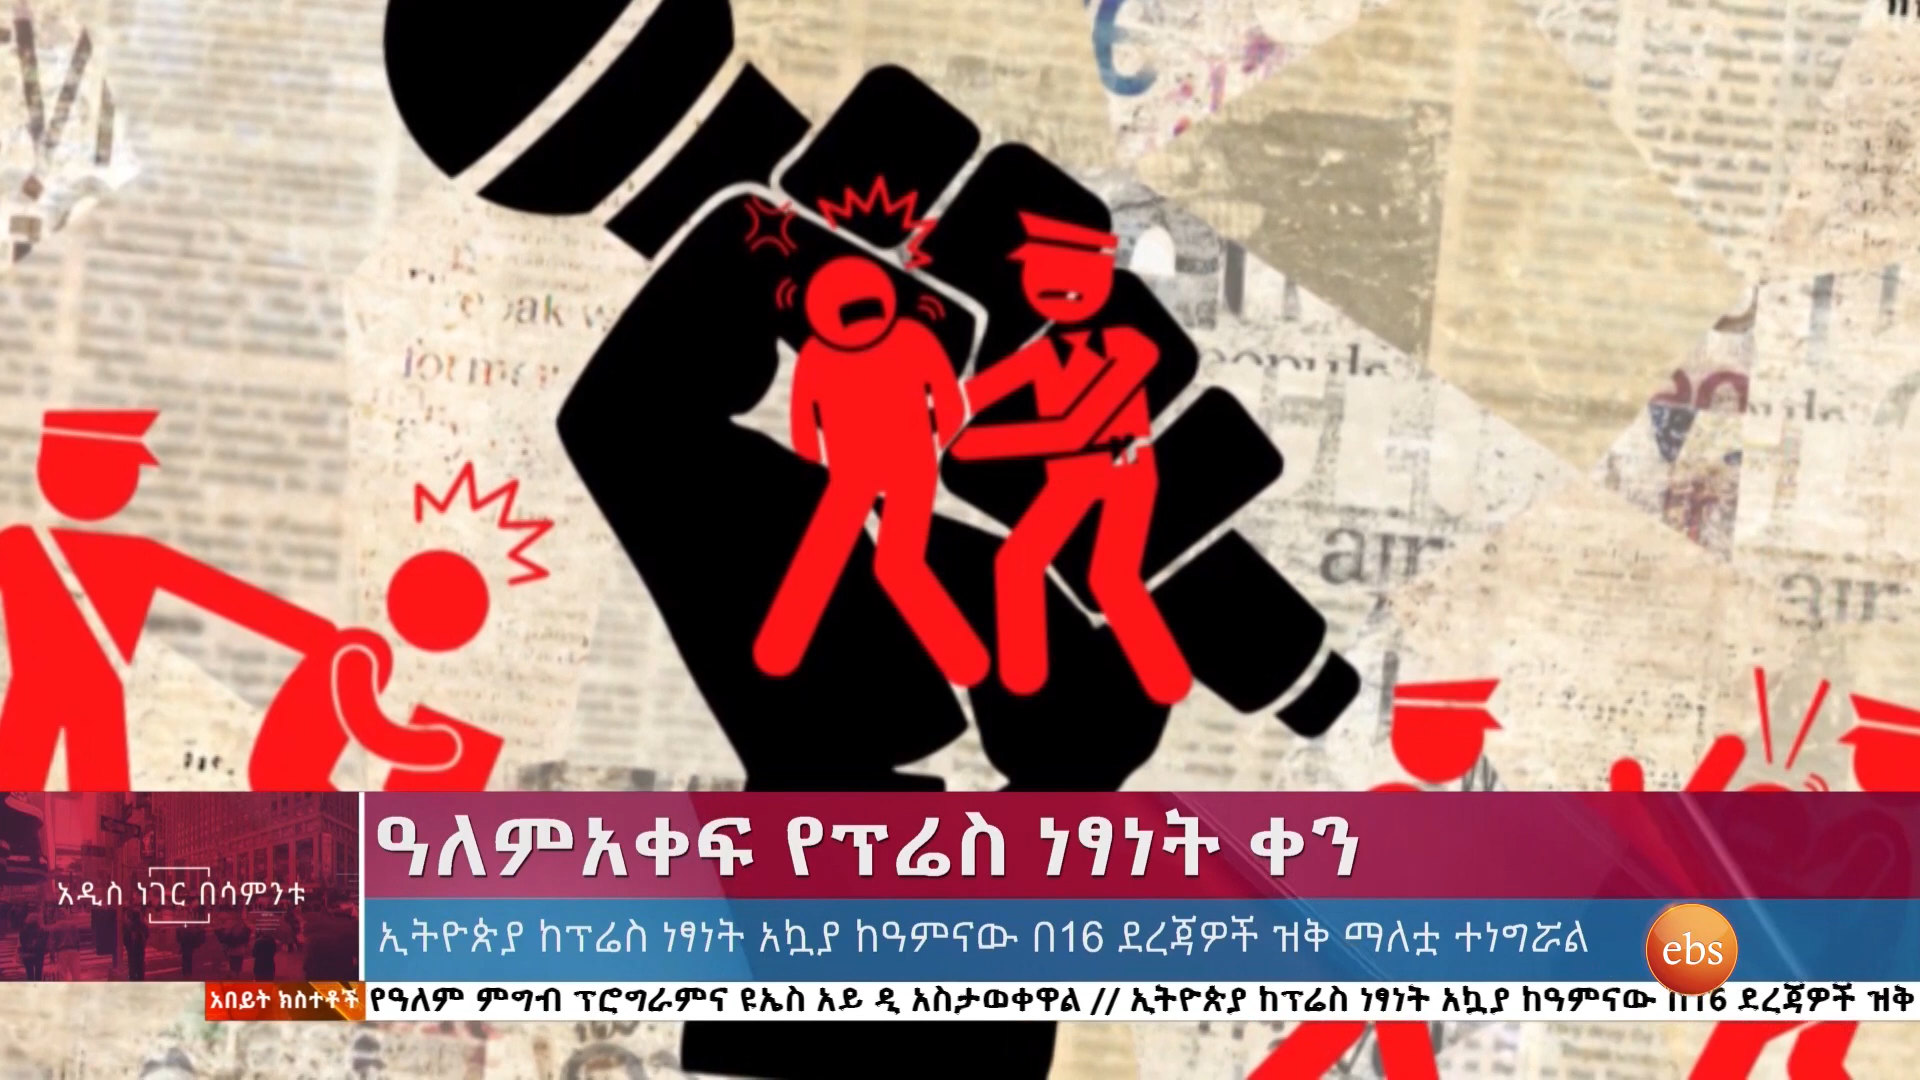 ዓለምአቀፍ የፕሬስ ነፃነት ቀን
አዲስ ነገር በሳምንቱ
ኢትዮጵያ ከፕሬስ ነፃነት አኳያ ከዓምናው በ16 ደረጃዎች ዝቅ ማለቷ ተነግሯል
ebs
አበይት ክስተቶች
የዓለም ምግብ ፕሮግራምና ዩኤስ አይ ዲ አስታወቀዋል // ኢትዮጵያ ከፕሬስ ነፃነት አኳያ ከዓምናው በ16 ደረጃዎች ዝቅ